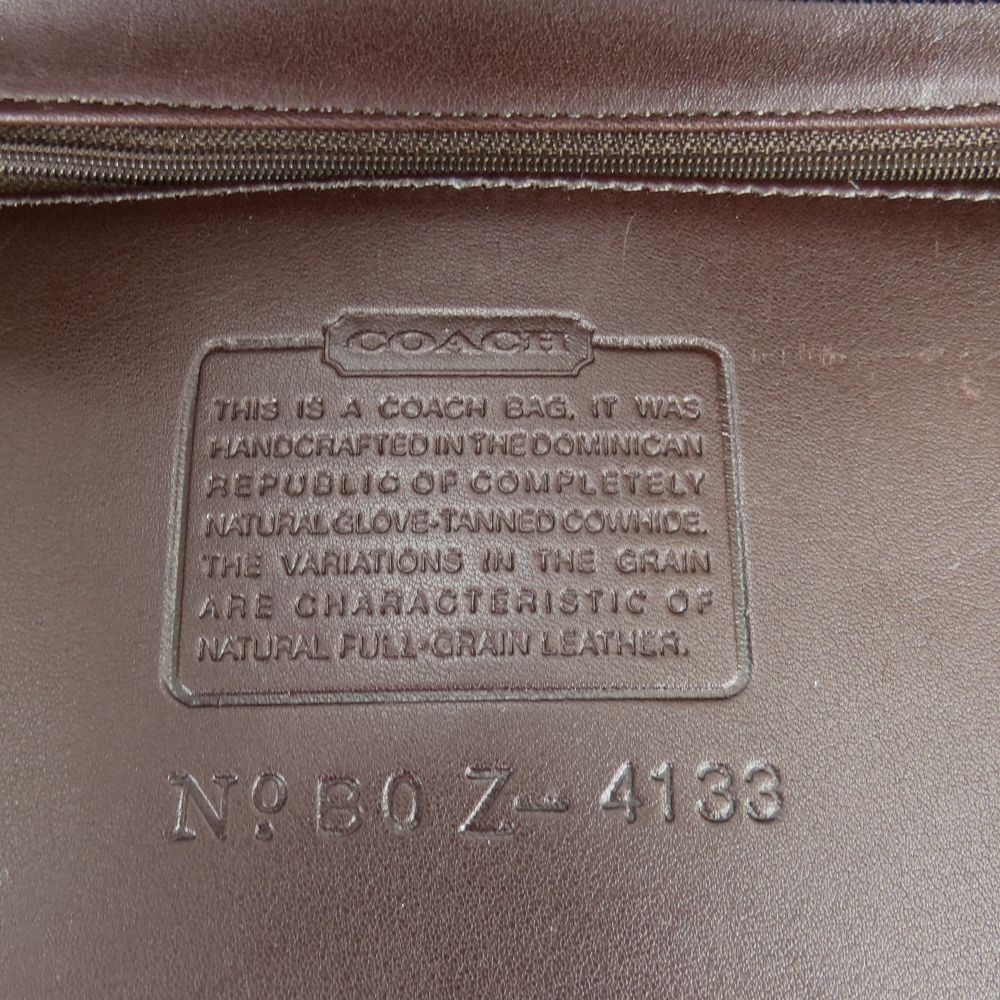 COACH
THIS IS A COACH BAG. IT WAS
HANDCRAFTED IN THE DOMINICAN
REPUBLIC OF COMPLETELY
NATURAL GLOVE-TANNED COWHIDE.
THE VARIATIONS IN THE GRAIN
ARE CHARACTERISTIC OF
NATURAL FULL-GRAIN LEATHER.
Nº B0Z-4133